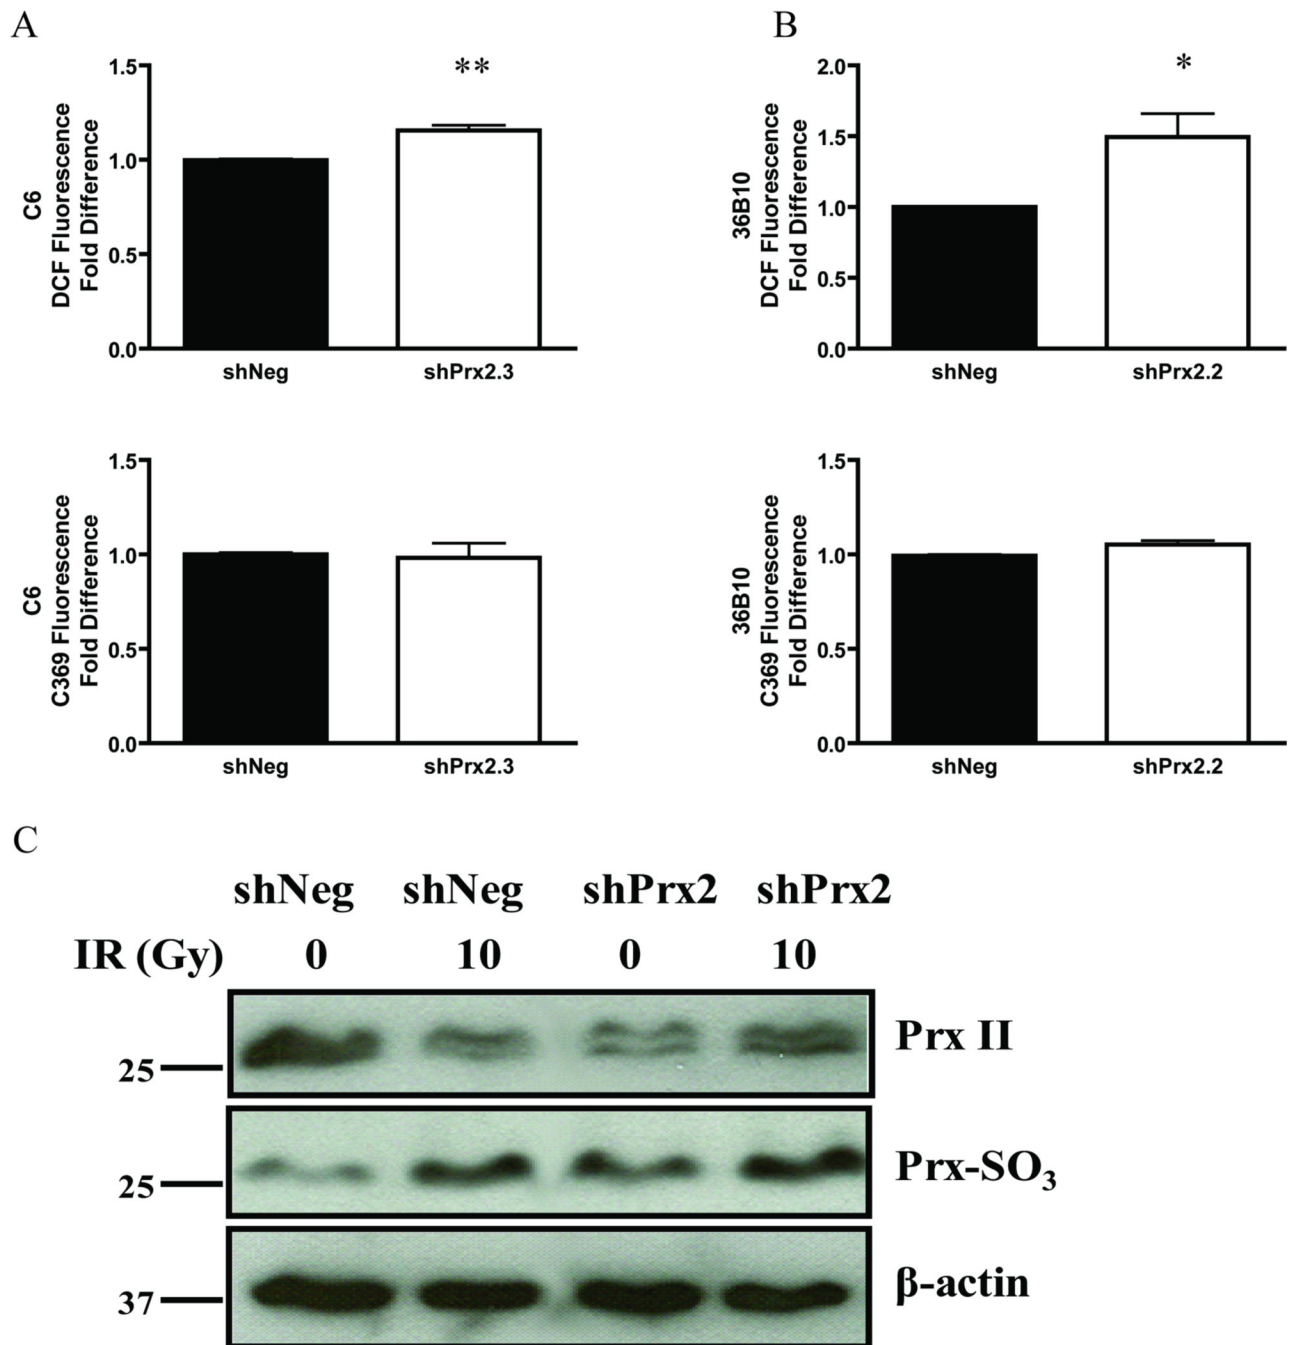 A
C6
DCF Fluorescence
Fold Difference
1.5
1.0
0.5
0.0
**
shNeg shPrx2.3
B
36B10
DCF Fluorescence
Fold Difference
2.0
1.5
1.0
0.5
0.0
*
shNeg shPrx2.2
C6
C369 Fluorescence
Fold Difference
1.5
1.0
0.5
0.0
shNeg shPrx2.3
36B10
C369 Fluorescence
Fold Difference
1.5
1.0
0.5
0.0
shNeg shPrx2.2
C
shNeg shNeg shPrx2 shPrx2
IR (Gy) 0 10 0 10
25 Prx II
25 Prx-SO₃
37 β-actin